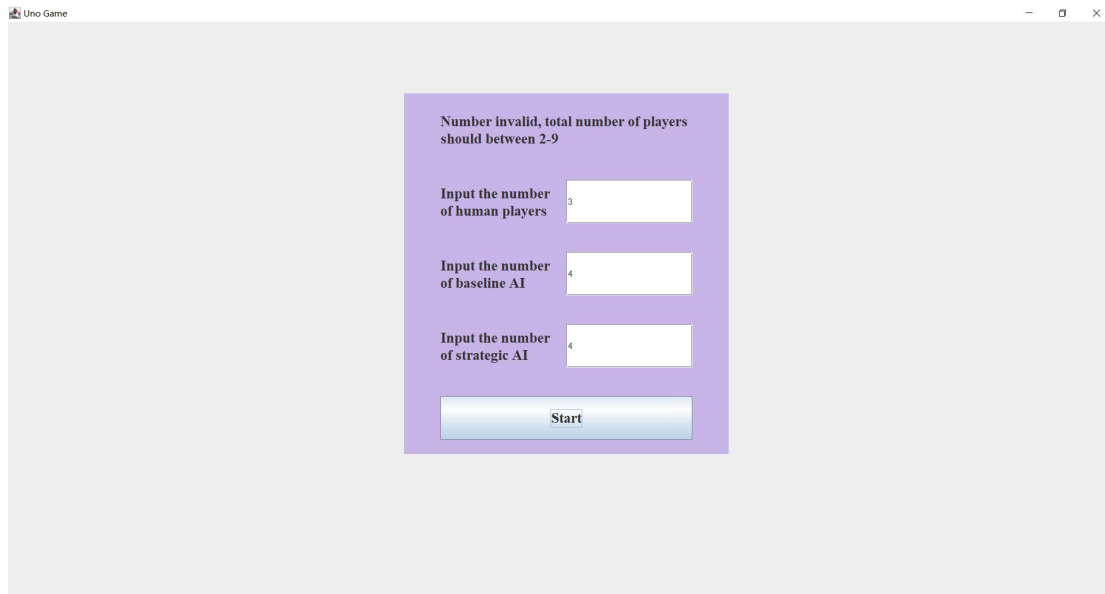 Uno Game
Number invalid, total number of players
should between 2-9
Input the number
of human players
3
Input the number
of baseline AI
4
Input the number
of strategic AI
4
Start